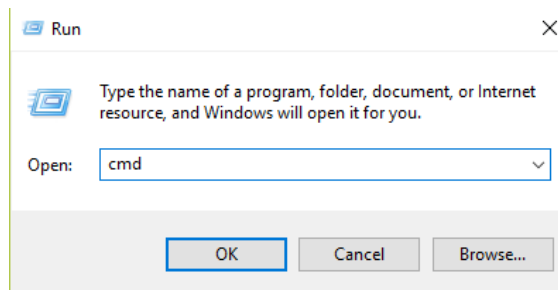 Run
Type the name of a program, folder, document, or Internet
resource, and Windows will open it for you.
Open: cmd
OK Cancel Browse...